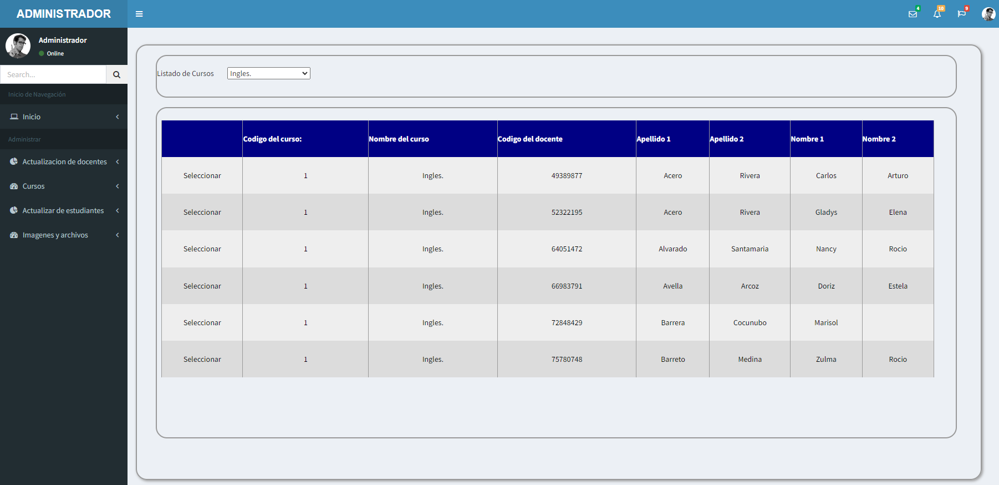 ADMINISTRADOR
4
10
9
Administrador
Online
Search...
Inicio de Navegación
Inicio
Administrar
Actualizacion de docentes
Cursos
Actualizar de estudiantes
Imagenes y archivos
Listado de Cursos Ingles.
Codigo del curso: Nombre del curso Codigo del docente Apellido 1 Apellido 2 Nombre 1 Nombre 2
Seleccionar 1 Ingles. 49389877 Acero Rivera Carlos Arturo
Seleccionar 1 Ingles. 52322195 Acero Rivera Gladys Elena
Seleccionar 1 Ingles. 64051472 Alvarado Santamaria Nancy Rocio
Seleccionar 1 Ingles. 66983791 Avella Arcoz Doriz Estela
Seleccionar 1 Ingles. 72848429 Barrera Cocunubo Marisol
Seleccionar 1 Ingles. 75780748 Barreto Medina Zulma Rocio